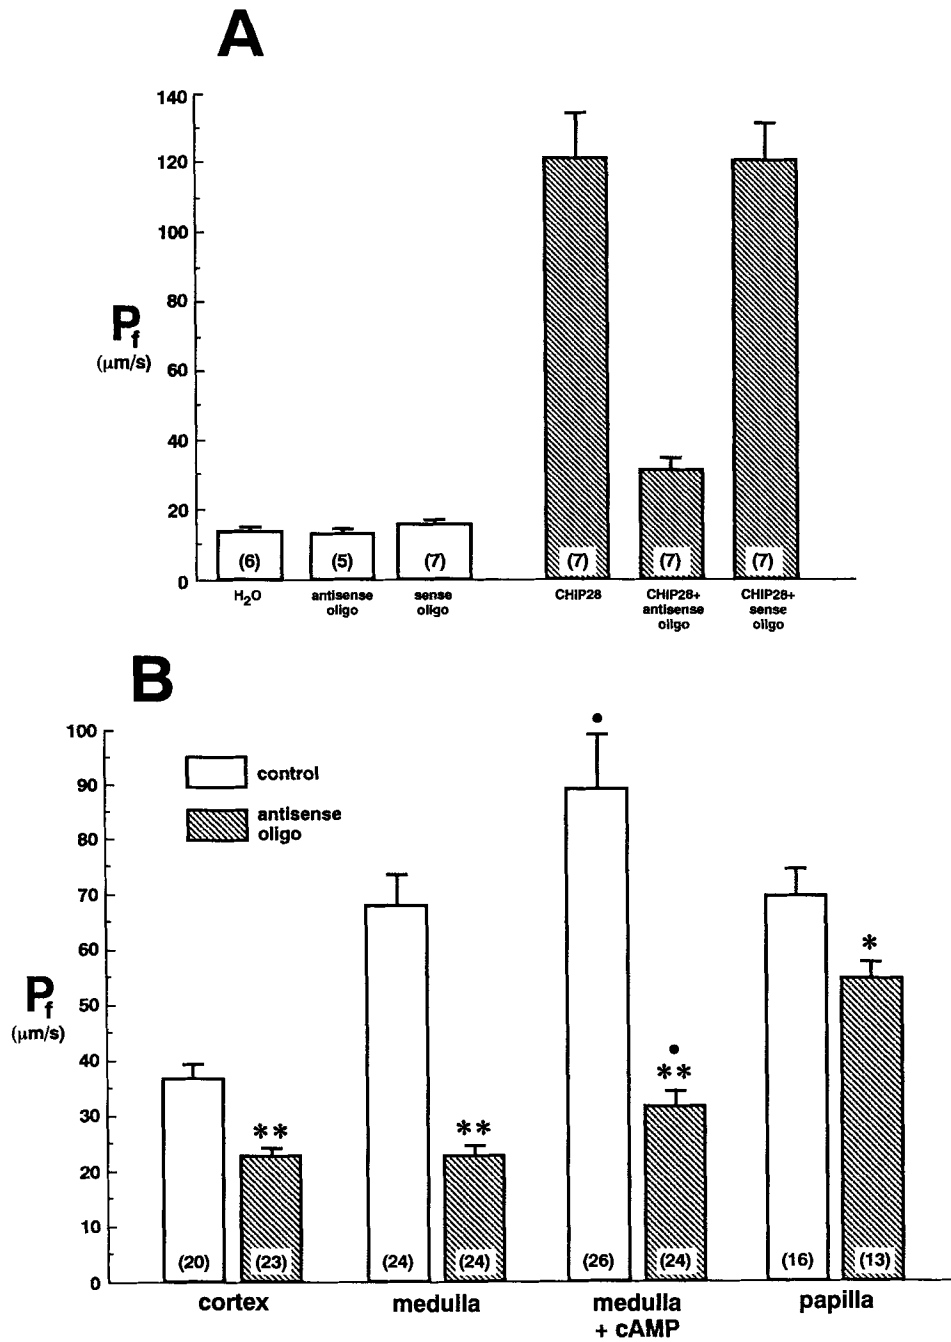 A
140
120
100
80
60
40
20
0
Pf
(μm/s)
(6) (5) (7) (7) (7) (7)
H2O antisense oligo sense oligo CHIP28 CHIP28+ antisense oligo CHIP28+ sense oligo
B
100
90
80
70
60
50
40
30
20
10
0
control
antisense
oligo
Pf
(μm/s)
** ** •
•
** *
(20) (23) (24) (24) (26) (24) (16) (13)
cortex medulla medulla + cAMP papilla